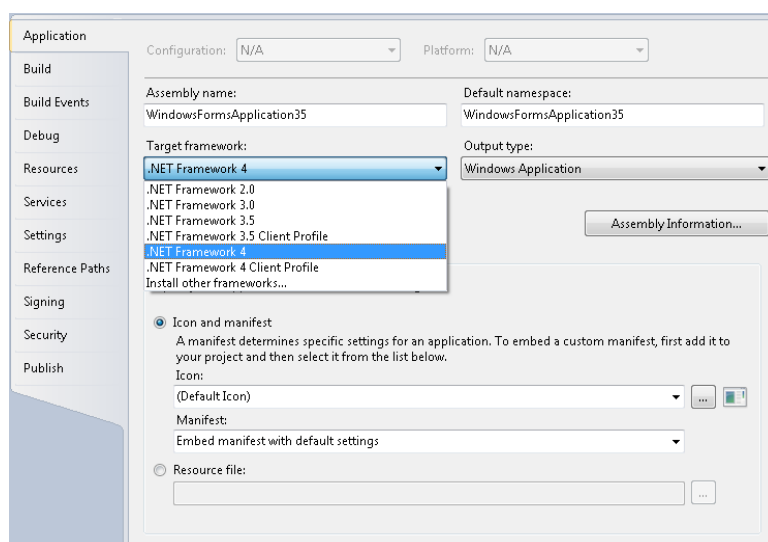 Application
Build
Build Events
Debug
Resources
Services
Settings
Reference Paths
Signing
Security
Publish
Configuration: N/A Platform: N/A
Assembly name: Default namespace:
WindowsFormsApplication35 WindowsFormsApplication35
Target framework: Output type:
.NET Framework 4 Windows Application
.NET Framework 2.0
.NET Framework 3.0
.NET Framework 3.5
.NET Framework 3.5 Client Profile
.NET Framework 4
.NET Framework 4 Client Profile
Install other frameworks...
Assembly Information...
Icon and manifest
A manifest determines specific settings for an application. To embed a custom manifest, first add it to
your project and then select it from the list below.
Icon:
(Default Icon) ...
Manifest:
Embed manifest with default settings
Resource file:
...